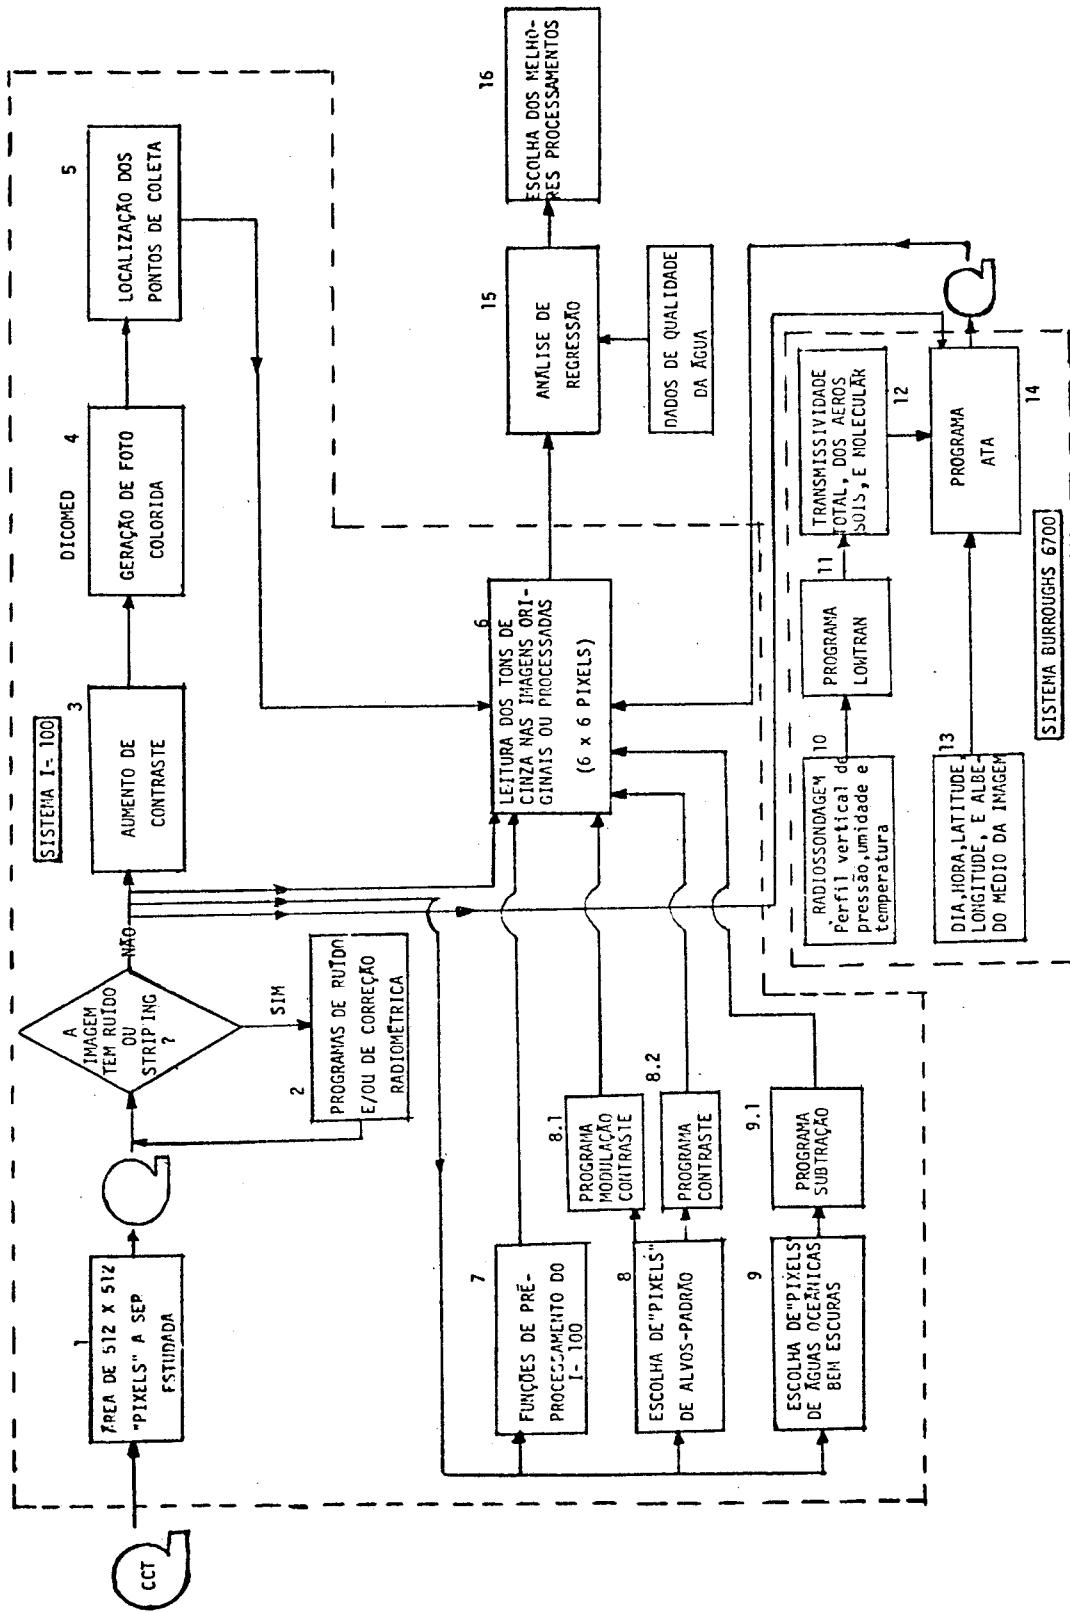 CCT
1
ÁREA DE 512 X 512
"PIXELS" A SER
ESTUDADA
A
IMAGEM
TEM RUÍDO
OU
STRIPING
?
NÃO
SIM
2
PROGRAMAS DE RUÍDO
E/OU DE CORREÇÃO
RADIOMÉTRICA
SISTEMA I-100
3
AUMENTO DE
CONTRASTE
DICOMED
4
GERAÇÃO DE FOTO
COLORIDA
5
LOCALIZAÇÃO DOS
PONTOS DE COLETA
6
LEITURA DOS TONS DE
CINZA NAS IMAGENS ORI-
GINAIS OU PROCESSADAS
(6 x 6 PIXELS)
7
FUNÇÕES DE PRÉ-
PROCESSAMENTO DO
I-100
8
ESCOLHA DE"PIXELS"
DE ALVOS-PADRÃO
8.1
PROGRAMA
MODULAÇÃO
CONTRASTE
8.2
PROGRAMA
CONTRASTE
9
ESCOLHA DE"PIXELS"
DE ÁGUAS OCEÂNICAS
BEM ESCURAS
9.1
PROGRAMA
SUBTRAÇÃO
10
RADIOSSONDAGEM
Perfil vertical de
pressão,umidade e
temperatura
11
PROGRAMA
LOWTRAN
12
TRANSMISSIVIDADE
TOTAL, DOS AEROS
SOIS, E MOLECULAR
13
DIA,HORA,LATITUDE,
LONGITUDE, E ALBE-
DO MÉDIO DA IMAGEM
14
PROGRAMA
ATA
SISTEMA BURROUGHS 6700
15
ANÁLISE DE
REGRESSÃO
DADOS DE QUALIDADE
DA ÁGUA
16
ESCOLHA DOS MELHO-
RES PROCESSAMENTOS